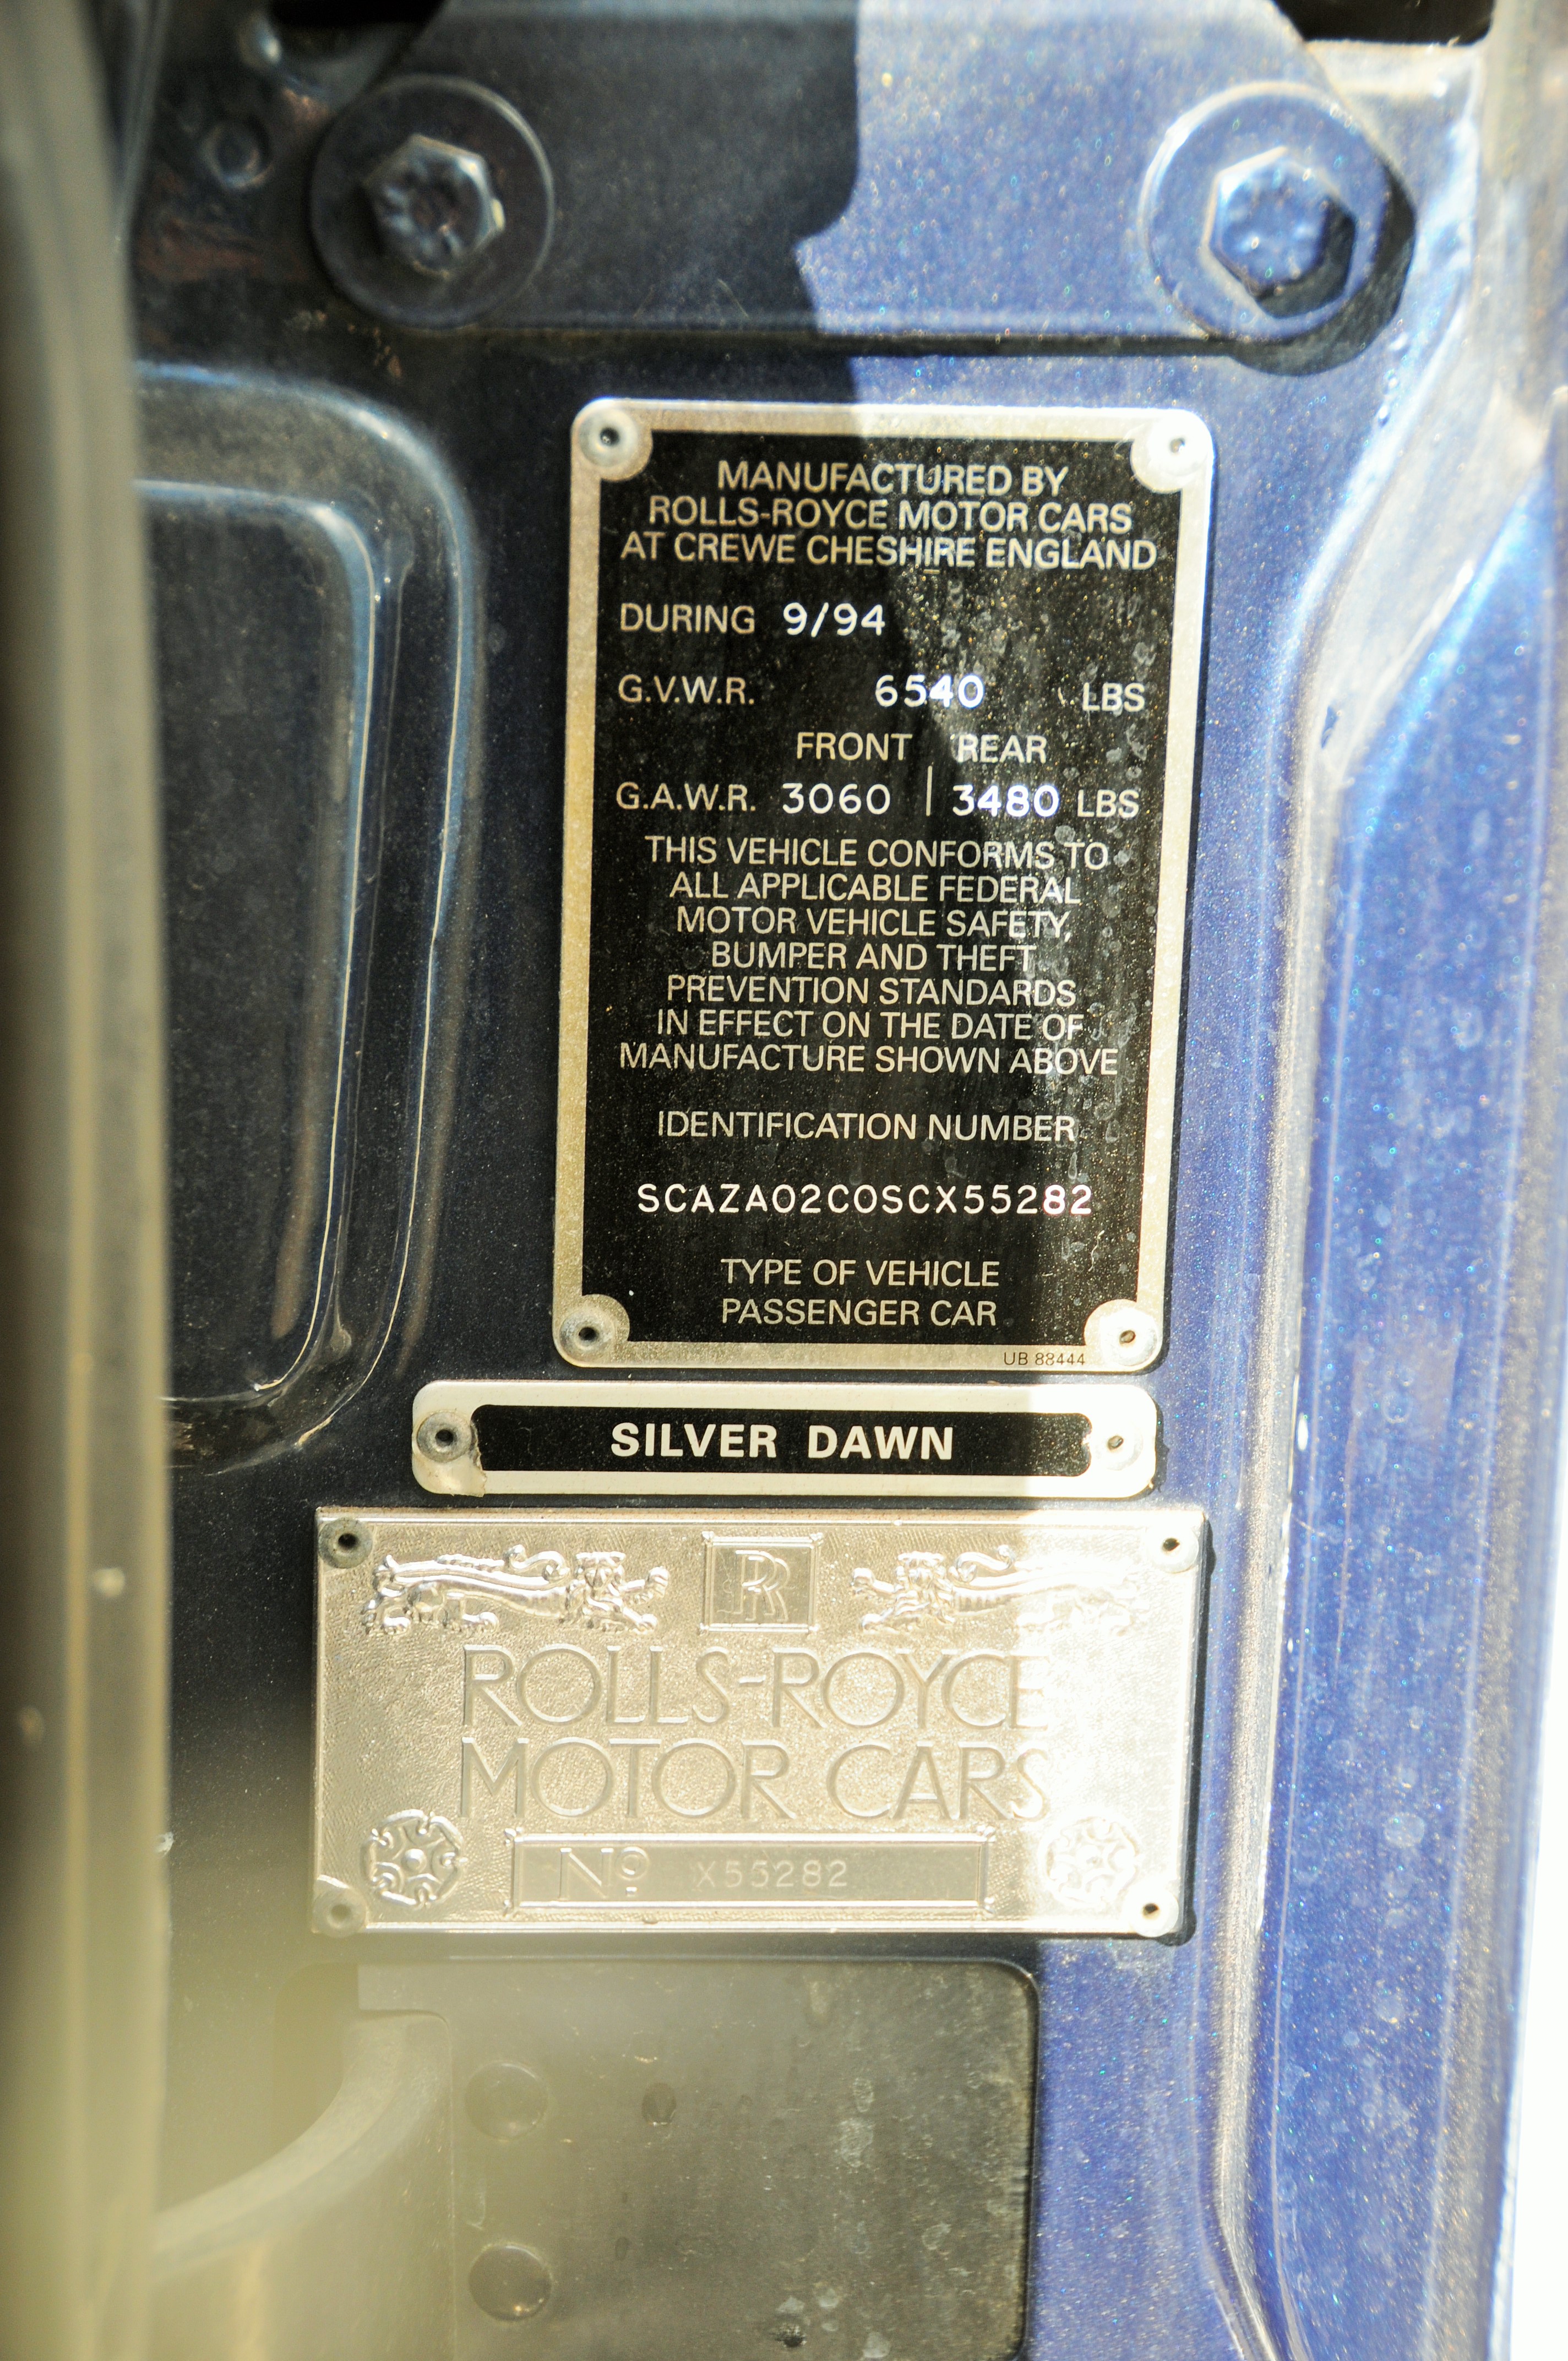 MANUFACTURED BY
ROLLS-ROYCE MOTOR CARS
AT CREWE CHESHIRE ENGLAND
DURING 9/94
G.V.W.R. 6540 LBS
FRONT REAR
G.A.W.R. 3060 | 3480 LBS
THIS VEHICLE CONFORMS TO
ALL APPLICABLE FEDERAL
MOTOR VEHICLE SAFETY,
BUMPER AND THEFT
PREVENTION STANDARDS
IN EFFECT ON THE DATE OF
MANUFACTURE SHOWN ABOVE
IDENTIFICATION NUMBER
SCAZA02C0SCX55282
TYPE OF VEHICLE
PASSENGER CAR
UB 88444
SILVER DAWN
RR
ROLLS-ROYCE
MOTOR CARS
Nº X55282